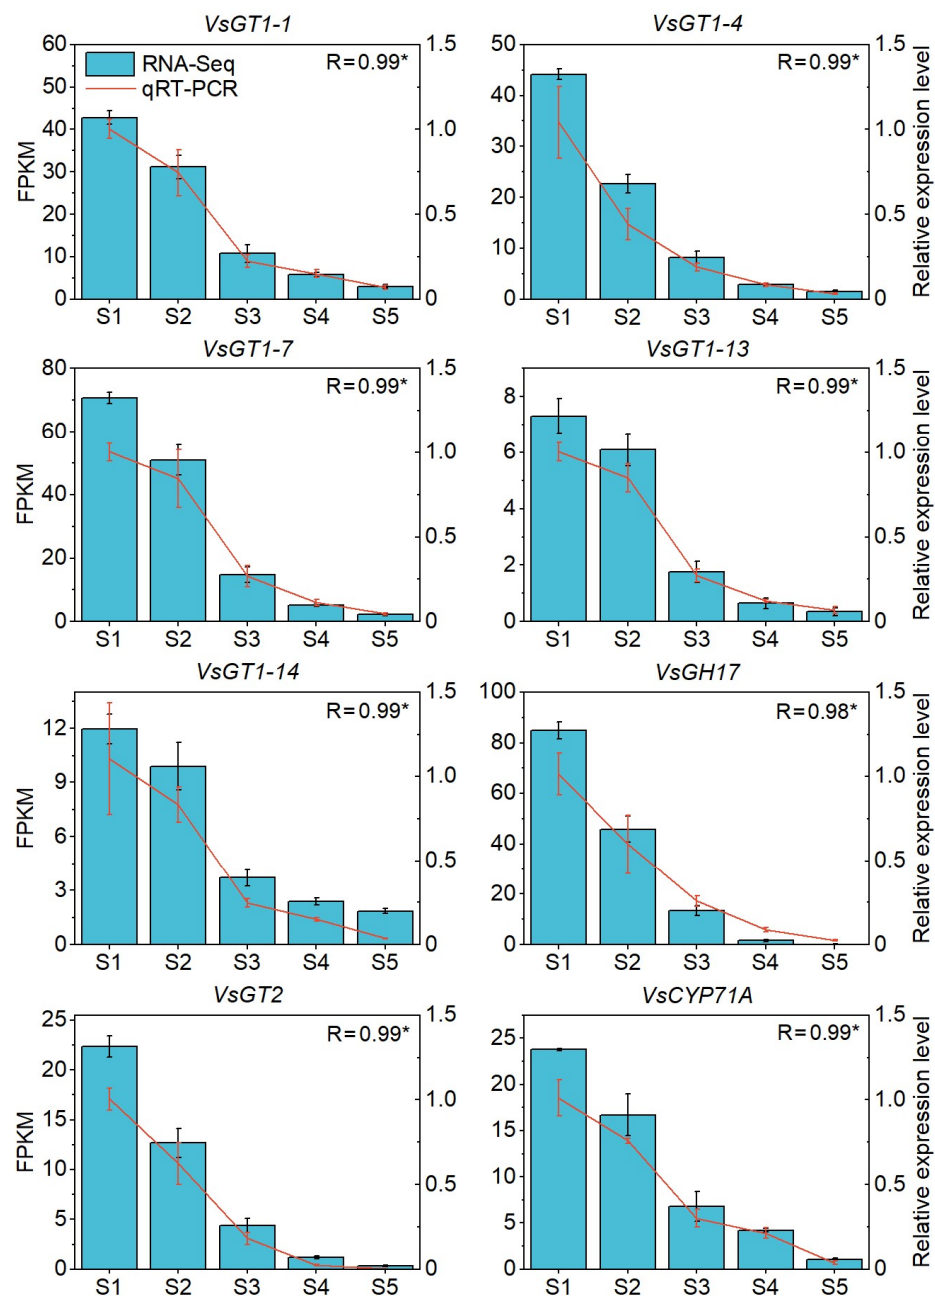 VsGT1-1
R=0.99*
RNA-Seq
qRT-PCR
FPKM
60
50
40
30
20
10
0
1.5
1.0
0.5
0
S1 S2 S3 S4 S5
VsGT1-4
R=0.99*
50
40
30
20
10
0
1.5
1.0
0.5
0
Relative expression level
S1 S2 S3 S4 S5
VsGT1-7
R=0.99*
FPKM
80
60
40
20
0
1.5
1.0
0.5
0
S1 S2 S3 S4 S5
VsGT1-13
R=0.99*
8
6
4
2
0
1.5
1.0
0.5
0
Relative expression level
S1 S2 S3 S4 S5
VsGT1-14
R=0.99*
FPKM
12
9
6
3
0
1.5
1.0
0.5
0
S1 S2 S3 S4 S5
VsGH17
R=0.98*
100
80
60
40
20
0
1.5
1.0
0.5
0
Relative expression level
S1 S2 S3 S4 S5
VsGT2
R=0.99*
FPKM
25
20
15
10
5
0
1.5
1.0
0.5
0
S1 S2 S3 S4 S5
VsCYP71A
R=0.99*
25
20
15
10
5
0
1.5
1.0
0.5
0
Relative expression level
S1 S2 S3 S4 S5